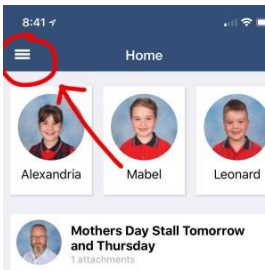 8:41
Home
Alexandria Mabel Leonard
Mothers Day Stall Tomorrow
and Thursday
1 attachments